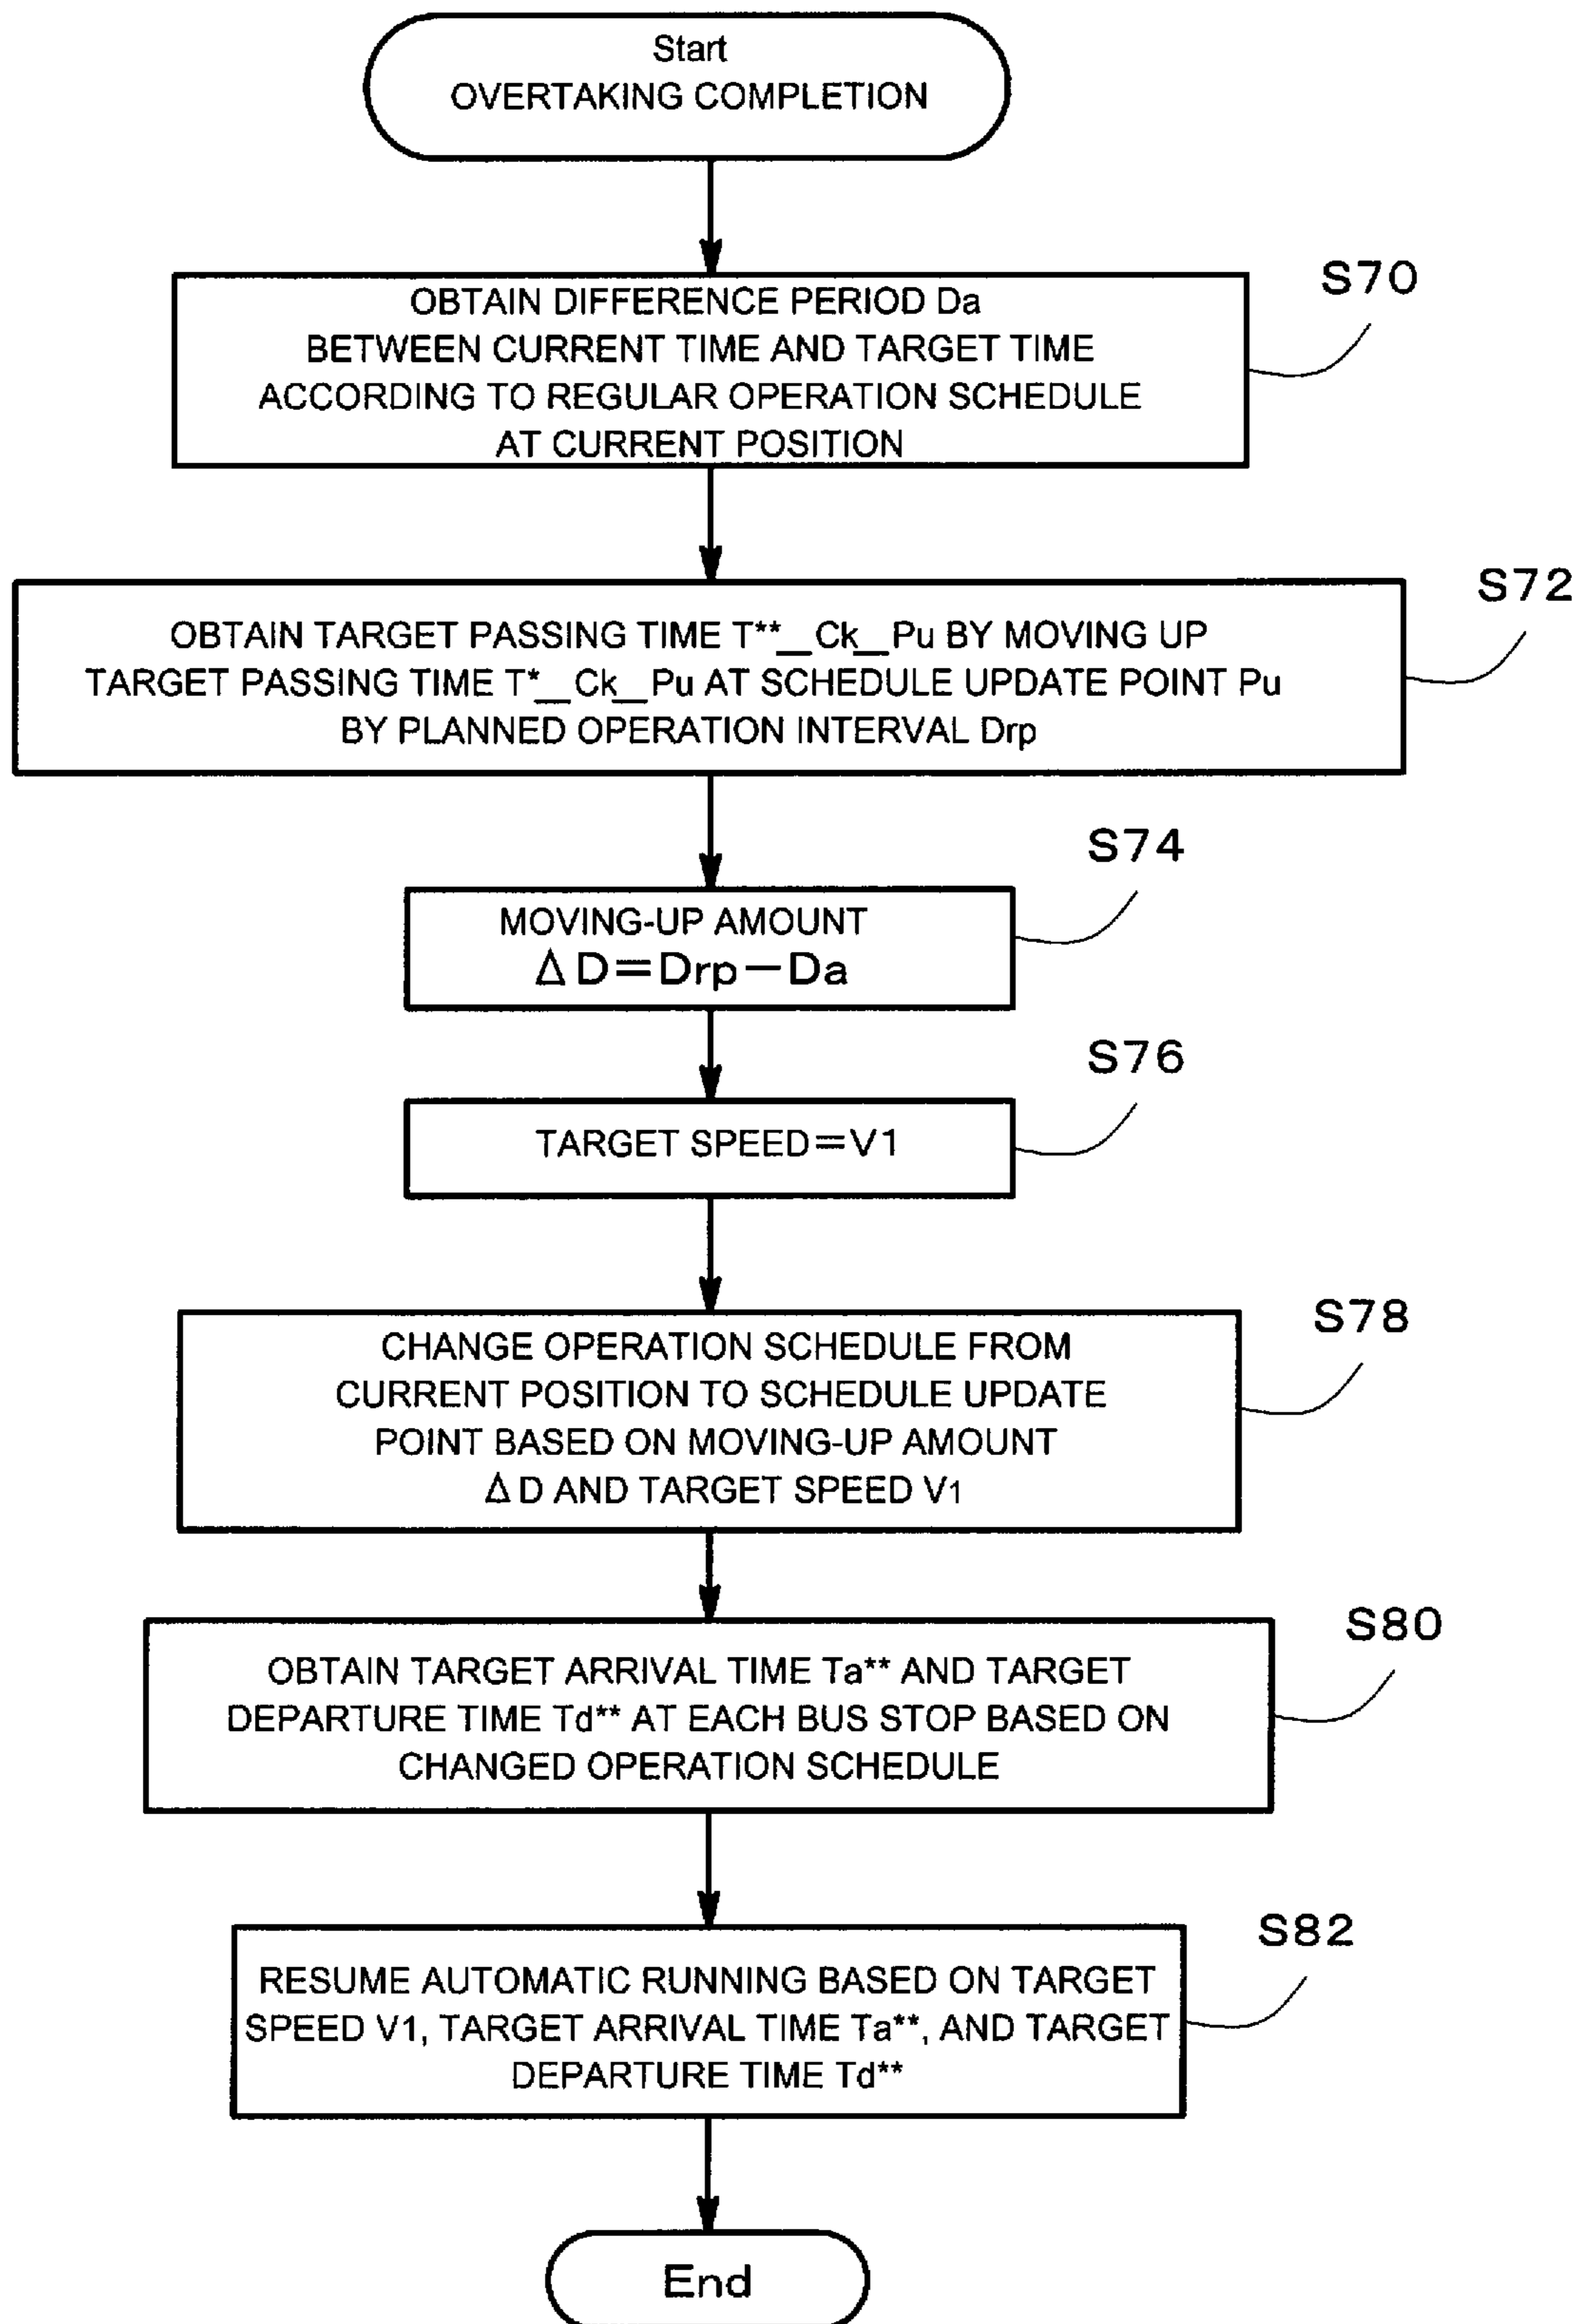 Start
OVERTAKING COMPLETION
S70
OBTAIN DIFFERENCE PERIOD Da
BETWEEN CURRENT TIME AND TARGET TIME
ACCORDING TO REGULAR OPERATION SCHEDULE
AT CURRENT POSITION
S72
OBTAIN TARGET PASSING TIME T**__Ck__Pu BY MOVING UP
TARGET PASSING TIME T*__Ck__Pu AT SCHEDULE UPDATE POINT Pu
BY PLANNED OPERATION INTERVAL Drp
S74
MOVING-UP AMOUNT
ΔD=Drp−Da
S76
TARGET SPEED=V1
S78
CHANGE OPERATION SCHEDULE FROM
CURRENT POSITION TO SCHEDULE UPDATE
POINT BASED ON MOVING-UP AMOUNT
ΔD AND TARGET SPEED V1
S80
OBTAIN TARGET ARRIVAL TIME Ta** AND TARGET
DEPARTURE TIME Td** AT EACH BUS STOP BASED ON
CHANGED OPERATION SCHEDULE
S82
RESUME AUTOMATIC RUNNING BASED ON TARGET
SPEED V1, TARGET ARRIVAL TIME Ta**, AND TARGET
DEPARTURE TIME Td**
End